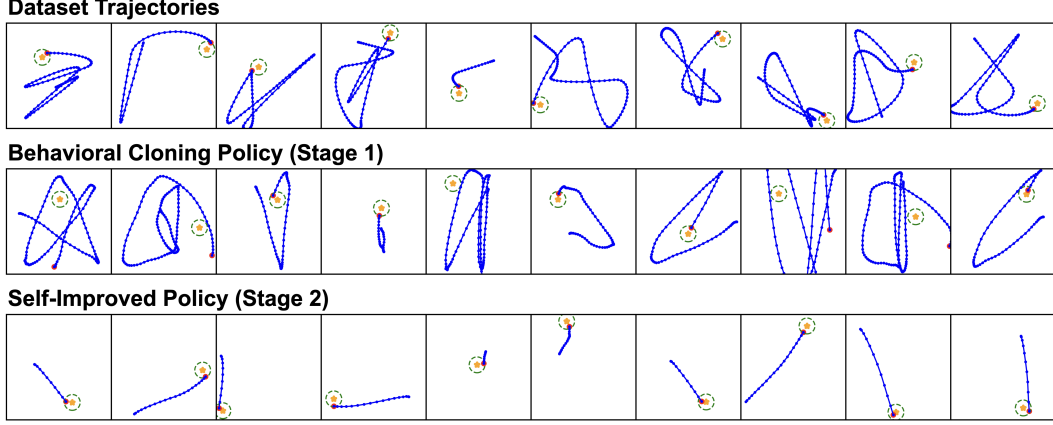 Dataset Trajectories
Behavioral Cloning Policy (Stage 1)
Self-Improved Policy (Stage 2)